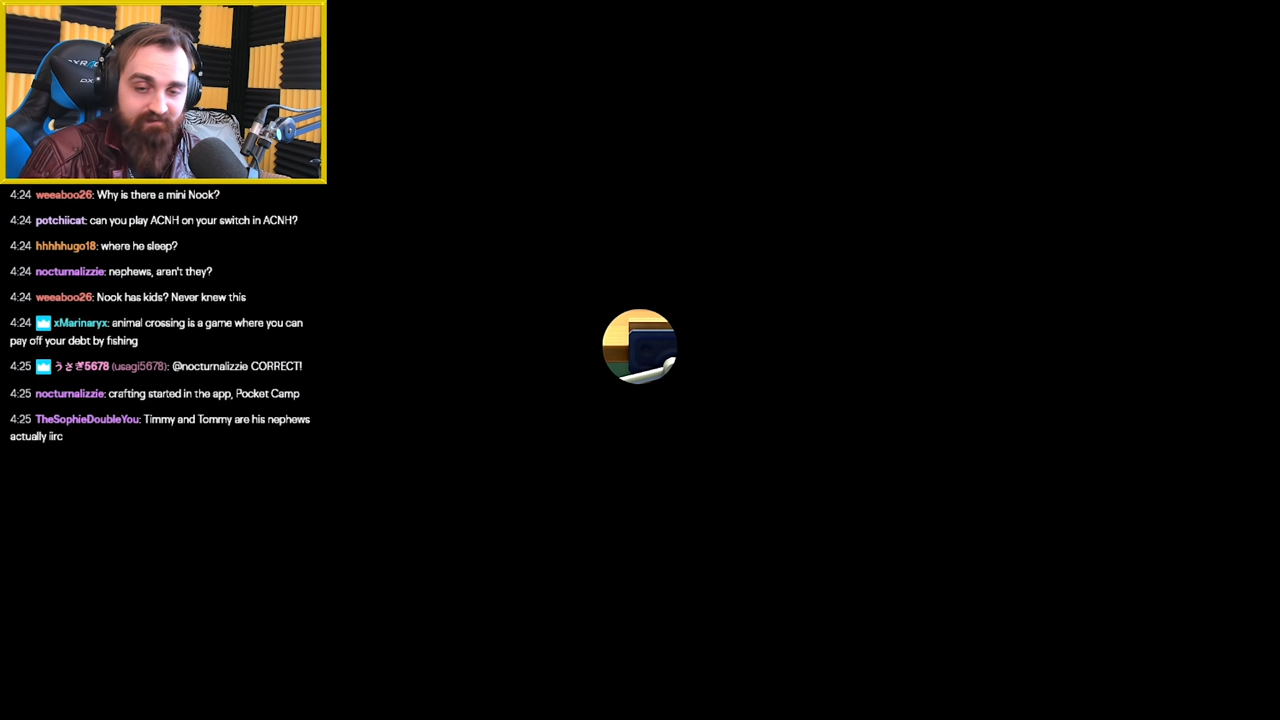 4:24 weeaboo26: Why is there a mini Nook?
4:24 potchiicat: can you play ACNH on your switch in ACNH?
4:24 hhhhhugo18: where he sleep?
4:24 nocturnalizzie: nephews, aren't they?
4:24 weeaboo26: Nook has kids? Never knew this
4:24 xMarinaryx: animal crossing is a game where you can
pay off your debt by fishing
4:25 うさぎ5678 (usagi5678): @nocturnalizzie CORRECT!
4:25 nocturnalizzie: crafting started in the app, Pocket Camp
4:25 TheSophieDoubleYou: Timmy and Tommy are his nephews
actually iirc